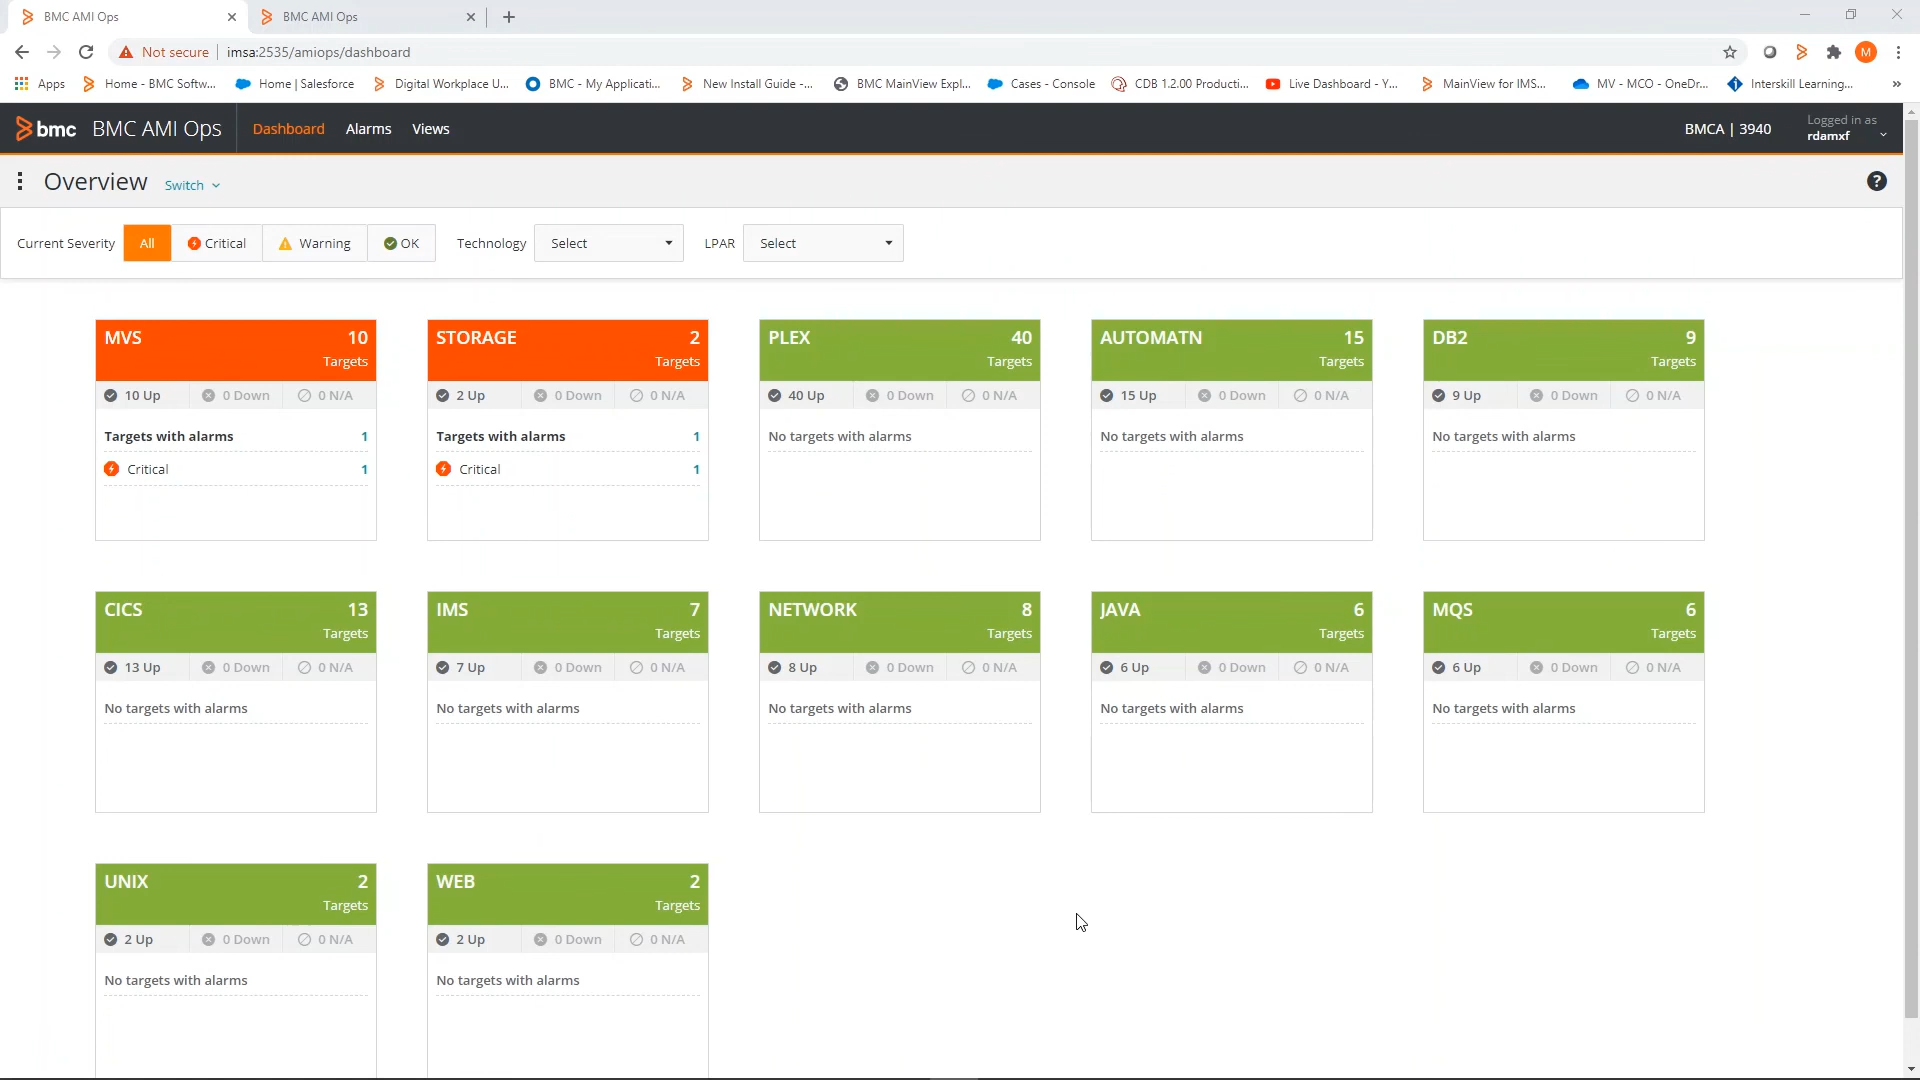 BMC AMI Ops
BMC AMI Ops
Not secure
imsa:2535/amiops/dashboard
M
Apps
Home - BMC Softw...
Home | Salesforce
Digital Workplace U...
BMC - My Applicati...
New Install Guide -...
BMC MainView Expl...
Cases - Console
CDB 1.2.00 Producti...
Live Dashboard - Y...
MainView for IMS...
MV - MCO - OneDr...
Interskill Learning...
»
bmc
BMC AMI Ops
Dashboard
Alarms
Views
BMCA | 3940
Logged in as
rdamxf
Overview
Switch
?
Current Severity
All
Critical
Warning
OK
Technology
Select
LPAR
Select
MVS 10
Targets
10 Up 0 Down 0 N/A
Targets with alarms 1
Critical 1
STORAGE 2
Targets
2 Up 0 Down 0 N/A
Targets with alarms 1
Critical 1
PLEX 40
Targets
40 Up 0 Down 0 N/A
No targets with alarms
AUTOMATN 15
Targets
15 Up 0 Down 0 N/A
No targets with alarms
DB2 9
Targets
9 Up 0 Down 0 N/A
No targets with alarms
CICS 13
Targets
13 Up 0 Down 0 N/A
No targets with alarms
IMS 7
Targets
7 Up 0 Down 0 N/A
No targets with alarms
NETWORK 8
Targets
8 Up 0 Down 0 N/A
No targets with alarms
JAVA 6
Targets
6 Up 0 Down 0 N/A
No targets with alarms
MQS 6
Targets
6 Up 0 Down 0 N/A
No targets with alarms
UNIX 2
Targets
2 Up 0 Down 0 N/A
No targets with alarms
WEB 2
Targets
2 Up 0 Down 0 N/A
No targets with alarms